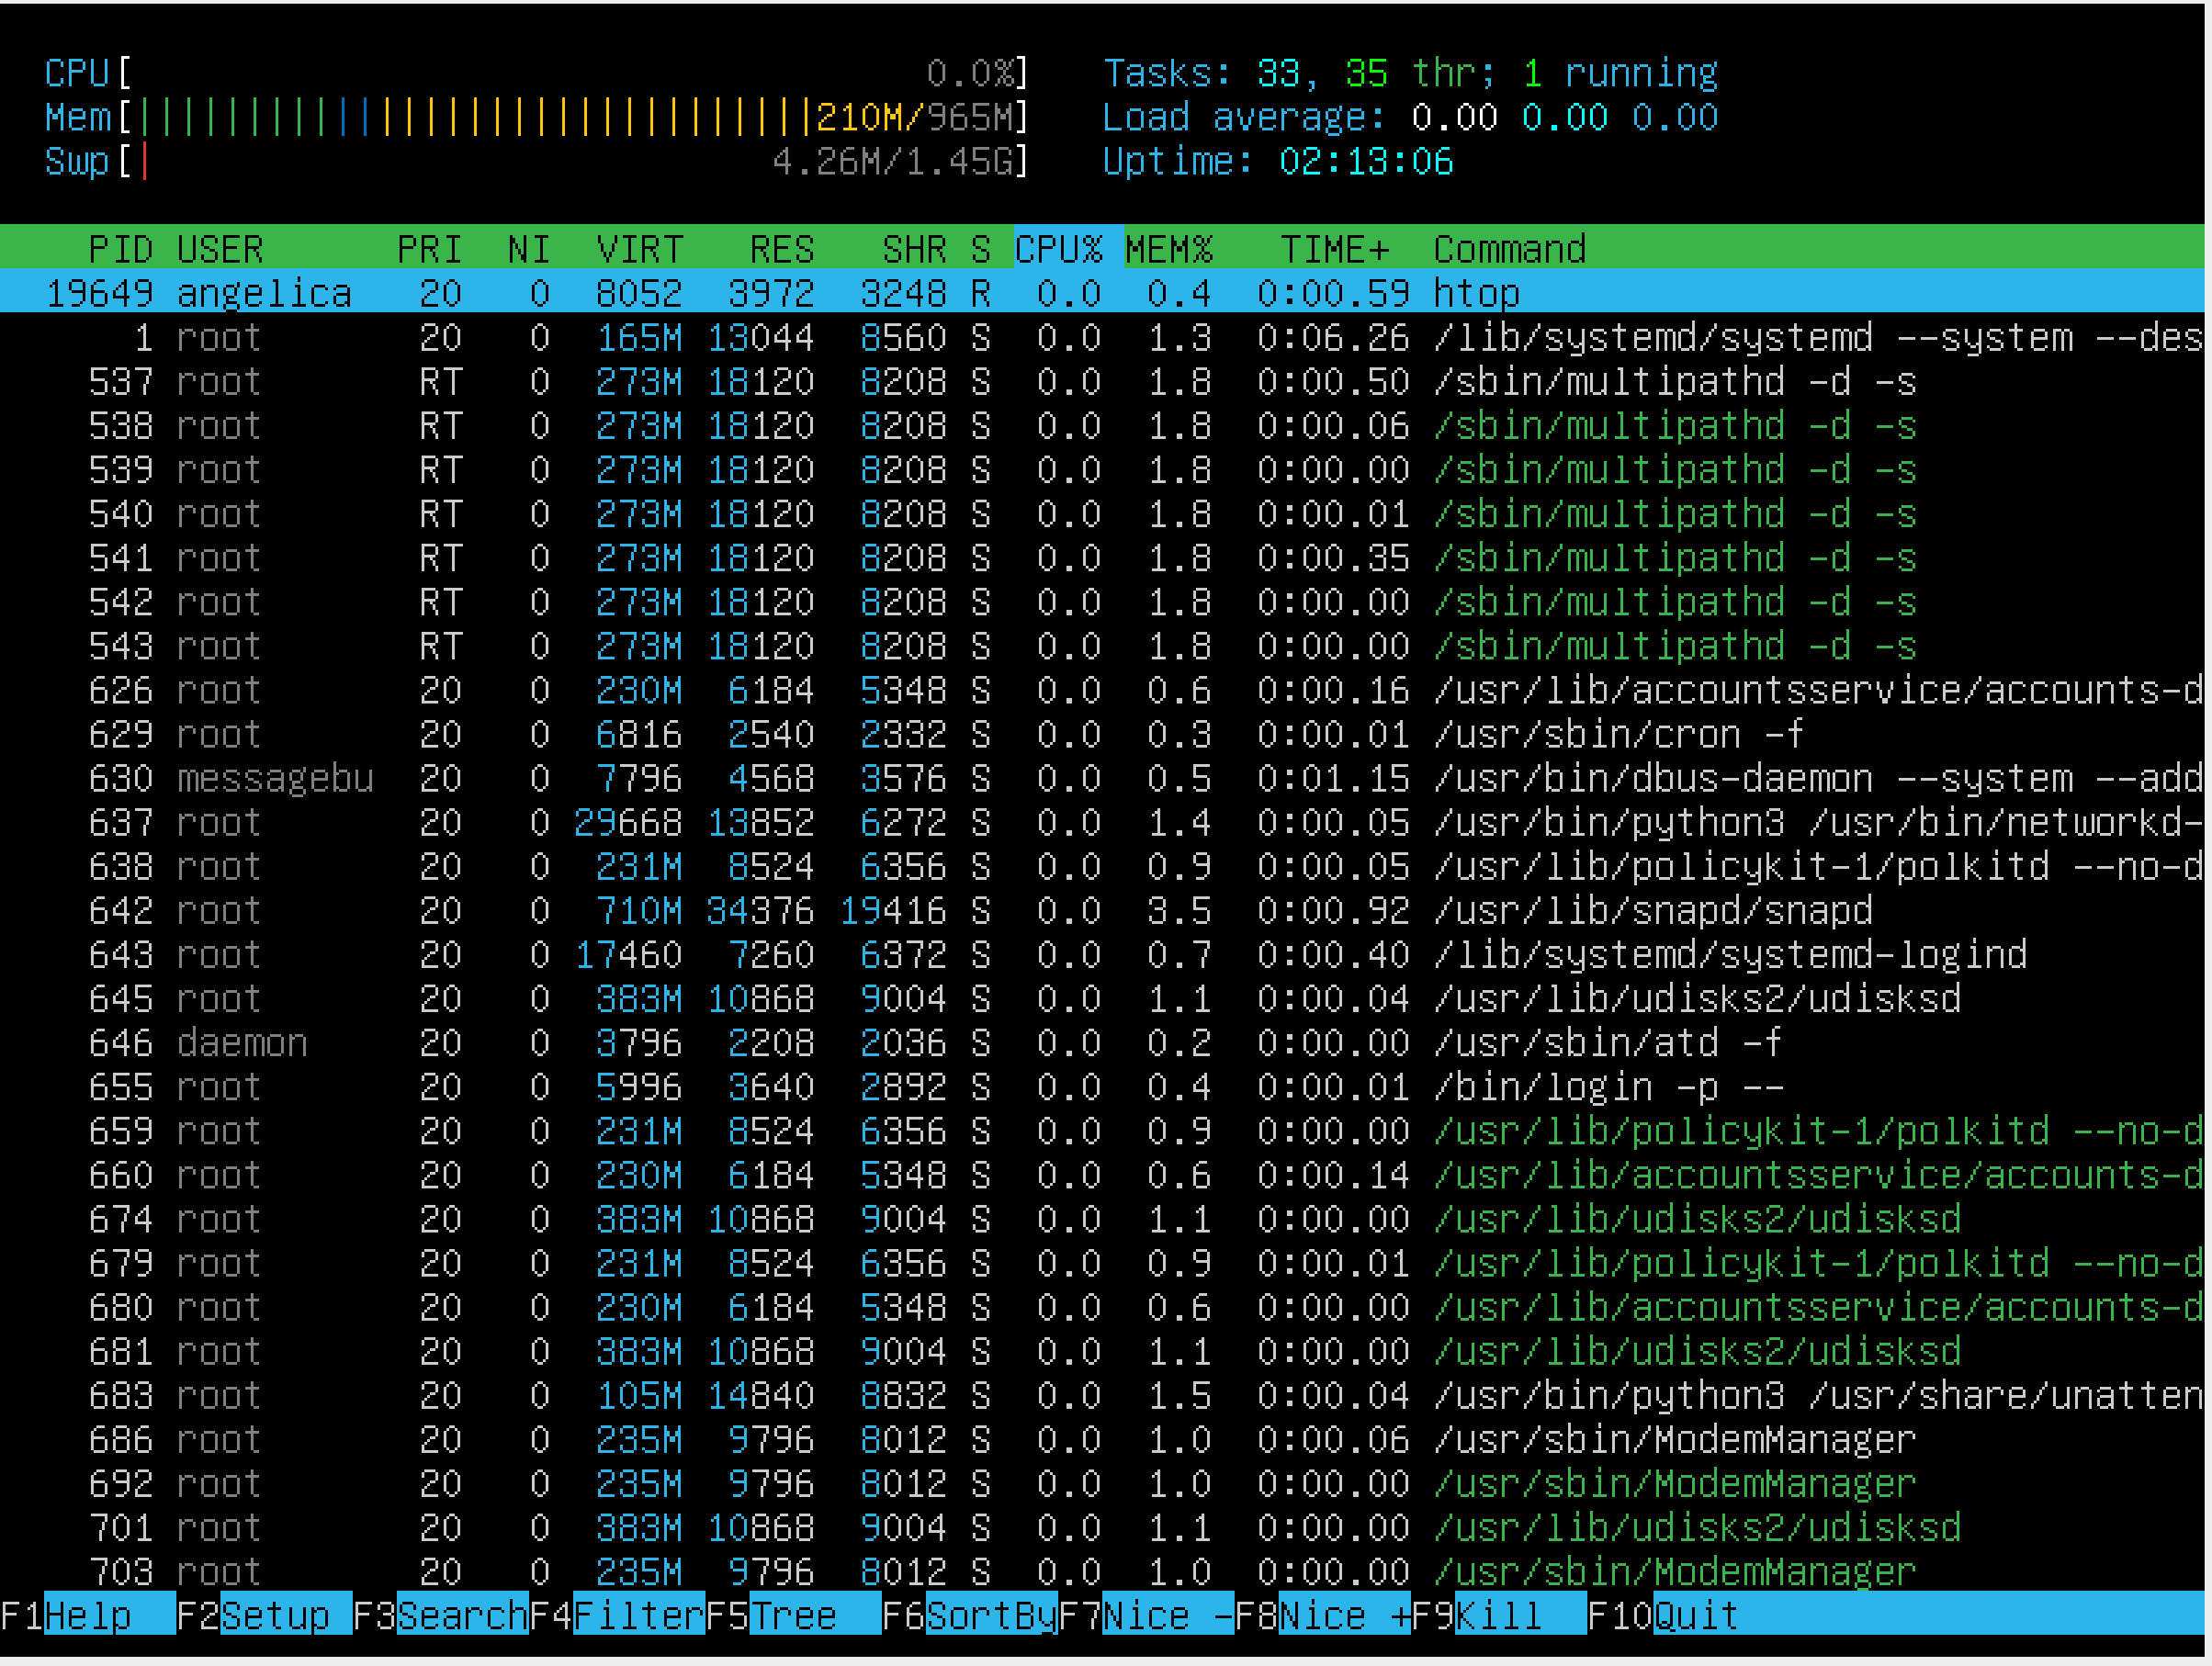 CPU[ 0.0%] Tasks: 33, 35 thr; 1 running
Mem[|||||||||||||||||||||||||||||||210M/965M] Load average: 0.00 0.00 0.00
Swp[| 4.26M/1.45G] Uptime: 02:13:06
PID USER PRI NI VIRT RES SHR S CPU% MEM% TIME+ Command
19649 angelica 20 0 8052 3972 3248 R 0.0 0.4 0:00.59 htop
1 root 20 0 165M 13044 8560 S 0.0 1.3 0:06.26 /lib/systemd/systemd --system --des
537 root RT 0 273M 18120 8208 S 0.0 1.8 0:00.50 /sbin/multipathd -d -s
538 root RT 0 273M 18120 8208 S 0.0 1.8 0:00.06 /sbin/multipathd -d -s
539 root RT 0 273M 18120 8208 S 0.0 1.8 0:00.00 /sbin/multipathd -d -s
540 root RT 0 273M 18120 8208 S 0.0 1.8 0:00.01 /sbin/multipathd -d -s
541 root RT 0 273M 18120 8208 S 0.0 1.8 0:00.35 /sbin/multipathd -d -s
542 root RT 0 273M 18120 8208 S 0.0 1.8 0:00.00 /sbin/multipathd -d -s
543 root RT 0 273M 18120 8208 S 0.0 1.8 0:00.00 /sbin/multipathd -d -s
626 root 20 0 230M 6184 5348 S 0.0 0.6 0:00.16 /usr/lib/accountsservice/accounts-d
629 root 20 0 6816 2540 2332 S 0.0 0.3 0:00.01 /usr/sbin/cron -f
630 messagebu 20 0 7796 4568 3576 S 0.0 0.5 0:01.15 /usr/bin/dbus-daemon --system --add
637 root 20 0 29668 13852 6272 S 0.0 1.4 0:00.05 /usr/bin/python3 /usr/bin/networkd-
638 root 20 0 231M 8524 6356 S 0.0 0.9 0:00.05 /usr/lib/policykit-1/polkitd --no-d
642 root 20 0 710M 34376 19416 S 0.0 3.5 0:00.92 /usr/lib/snapd/snapd
643 root 20 0 17460 7260 6372 S 0.0 0.7 0:00.40 /lib/systemd/systemd-logind
645 root 20 0 383M 10868 9004 S 0.0 1.1 0:00.04 /usr/lib/udisks2/udisksd
646 daemon 20 0 3796 2208 2036 S 0.0 0.2 0:00.00 /usr/sbin/atd -f
655 root 20 0 5996 3640 2892 S 0.0 0.4 0:00.01 /bin/login -p --
659 root 20 0 231M 8524 6356 S 0.0 0.9 0:00.00 /usr/lib/policykit-1/polkitd --no-d
660 root 20 0 230M 6184 5348 S 0.0 0.6 0:00.14 /usr/lib/accountsservice/accounts-d
674 root 20 0 383M 10868 9004 S 0.0 1.1 0:00.00 /usr/lib/udisks2/udisksd
679 root 20 0 231M 8524 6356 S 0.0 0.9 0:00.01 /usr/lib/policykit-1/polkitd --no-d
680 root 20 0 230M 6184 5348 S 0.0 0.6 0:00.00 /usr/lib/accountsservice/accounts-d
681 root 20 0 383M 10868 9004 S 0.0 1.1 0:00.00 /usr/lib/udisks2/udisksd
683 root 20 0 105M 14840 8832 S 0.0 1.5 0:00.04 /usr/bin/python3 /usr/share/unatten
686 root 20 0 235M 9796 8012 S 0.0 1.0 0:00.06 /usr/sbin/ModemManager
692 root 20 0 235M 9796 8012 S 0.0 1.0 0:00.00 /usr/sbin/ModemManager
701 root 20 0 383M 10868 9004 S 0.0 1.1 0:00.00 /usr/lib/udisks2/udisksd
703 root 20 0 235M 9796 8012 S 0.0 1.0 0:00.00 /usr/sbin/ModemManager
F1Help F2Setup F3SearchF4FilterF5Tree F6SortByF7Nice -F8Nice +F9Kill F10Quit